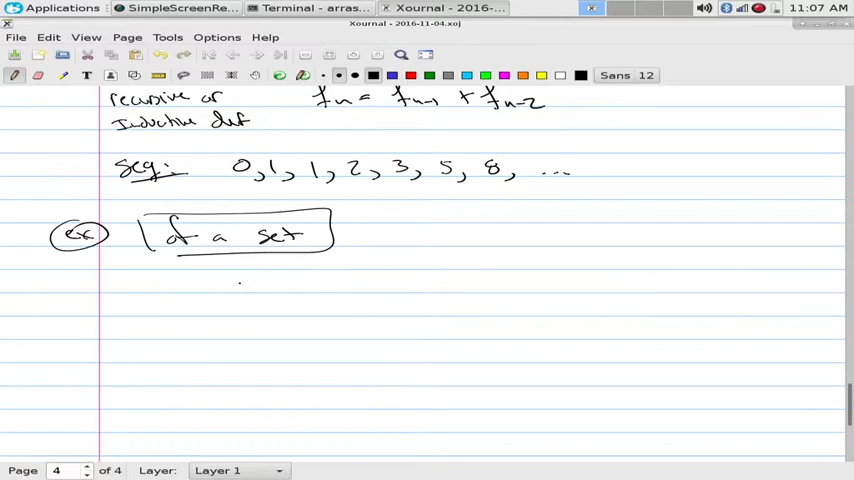 Applications SimpleScreenRe... Terminal - arras... Xournal - 2016-... 11:07 AM
Xournal - 2016-11-04.xoj
File Edit View Page Tools Options Help
Sans 12
recursive or fn = fn-1 + fn-2
Inductive def
seq: 0, 1, 1, 2, 3, 5, 8, ...
ex of a set
Page 4 of 4 Layer: Layer 1